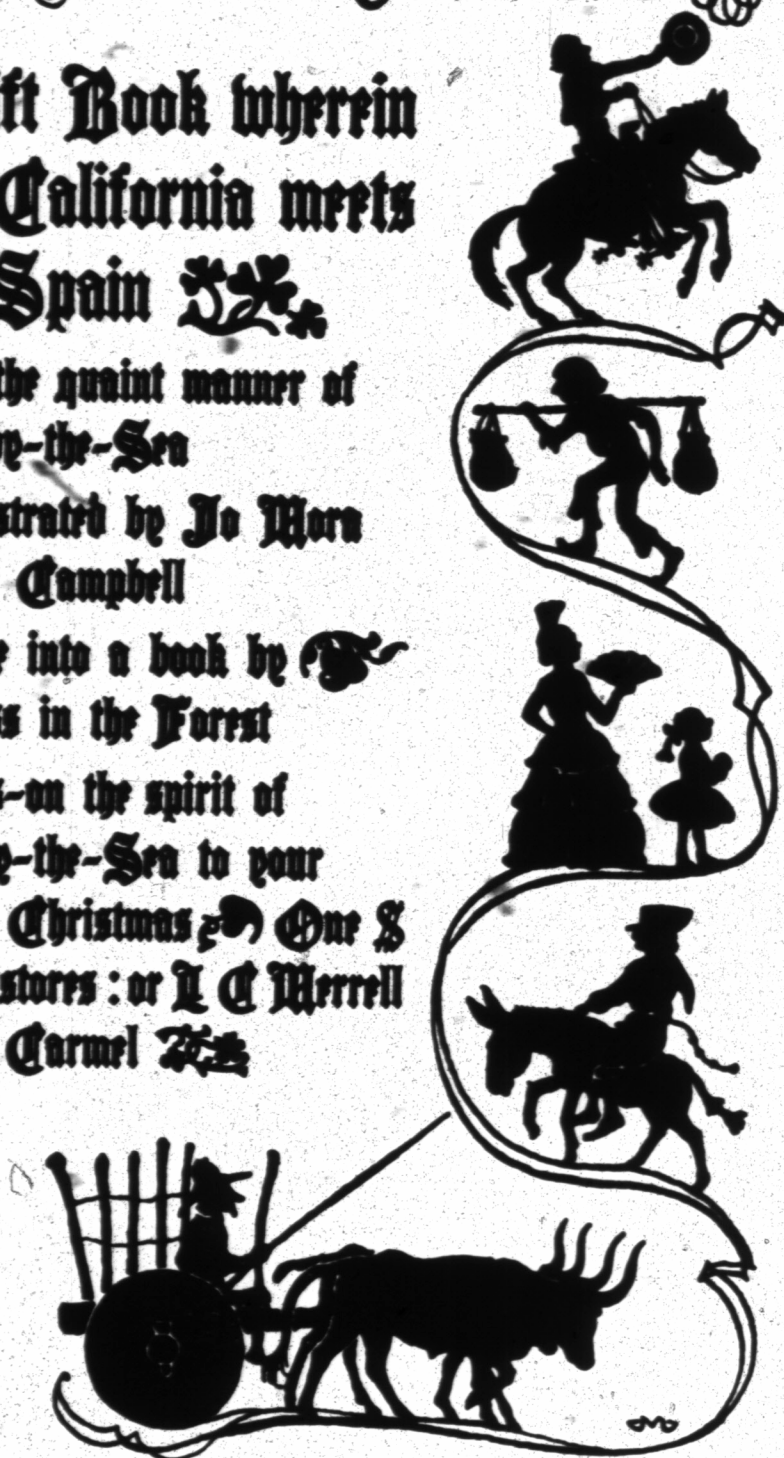 ft Book wherein
California meets
Spain
the quaint manner of
by-the-Sea
strated by Jo Mora
Campbell
into a book by
s in the Forest
-on the spirit of
y-the-Sea to your
Christmas One $
stores: or L C Merrell
Carmel